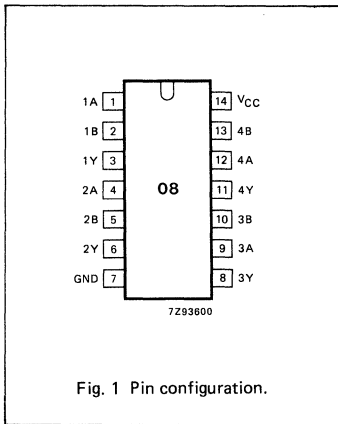 1A 1 14 VCC
1B 2 13 4B
1Y 3 12 4A
2A 4 08 11 4Y
2B 5 10 3B
2Y 6 9 3A
GND 7 8 3Y
7Z93600
Fig. 1 Pin configuration.